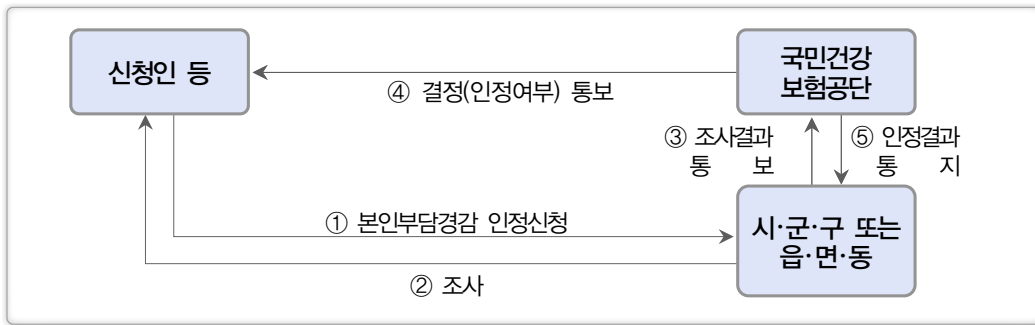 신청인 등
국민건강
보험공단
④ 결정(인정여부) 통보
③ 조사결과
통 보
⑤ 인정결과
통 지
① 본인부담경감 인정신청
시·군·구 또는
읍·면·동
② 조사